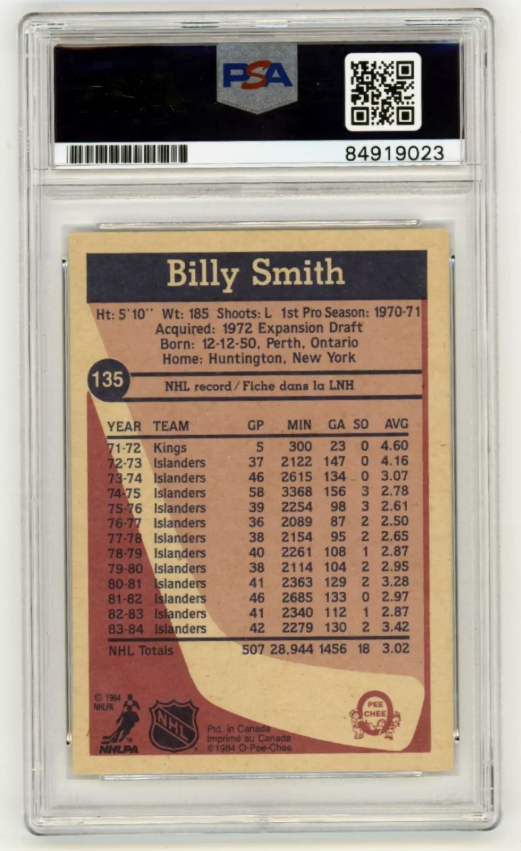 PSA
84919023
Billy Smith
Ht: 5'10'' Wt: 185 Shoots: L 1st Pro Season: 1970-71
Acquired: 1972 Expansion Draft
Born: 12-12-50, Perth, Ontario
Home: Huntington, New York
135
NHL record/Fiche dans la LNH
YEAR TEAM GP MIN GA SO AVG
71-72 Kings 5 300 23 0 4.60
72-73 Islanders 37 2122 147 0 4.16
73-74 Islanders 46 2615 134 0 3.07
74-75 Islanders 58 3368 156 3 2.78
75-76 Islanders 39 2254 98 3 2.61
76-77 Islanders 36 2089 87 2 2.50
77-78 Islanders 38 2154 95 2 2.65
78-79 Islanders 40 2261 108 1 2.87
79-80 Islanders 38 2114 104 2 2.95
80-81 Islanders 41 2363 129 2 3.28
81-82 Islanders 46 2685 133 0 2.97
82-83 Islanders 41 2340 112 1 2.87
83-84 Islanders 42 2279 130 2 3.42
NHL Totals 507 28,944 1456 18 3.02
© 1984
NHLPA
NHLPA
NHL
Ptd. in Canada
Imprimé au Canada
©1984 O-Pee-Chee
O
PEE
CHEE